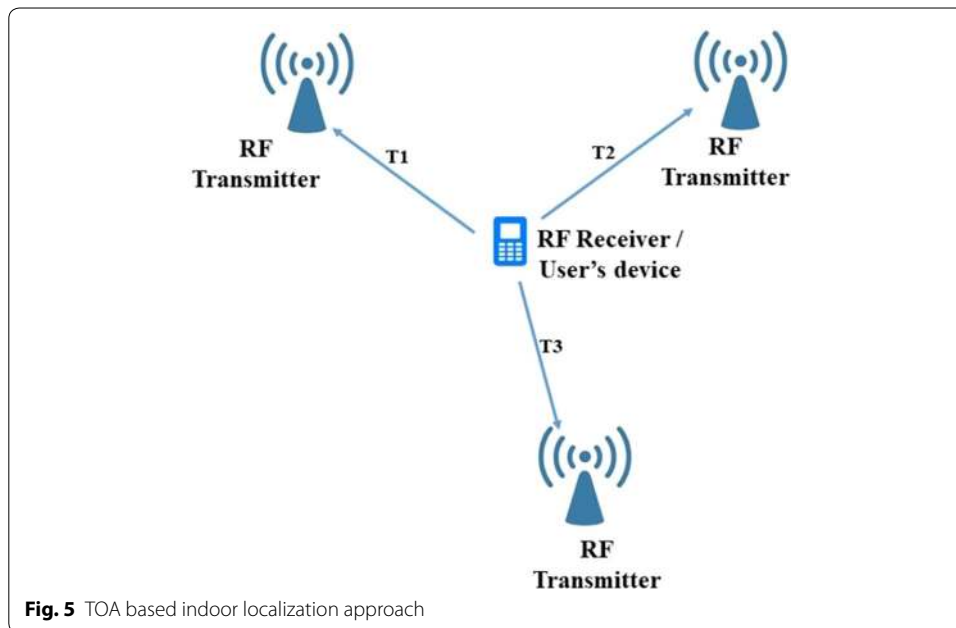 RF
Transmitter
T1
T2
RF
Transmitter
RF Receiver /
User's device
T3
RF
Transmitter
Fig. 5 TOA based indoor localization approach